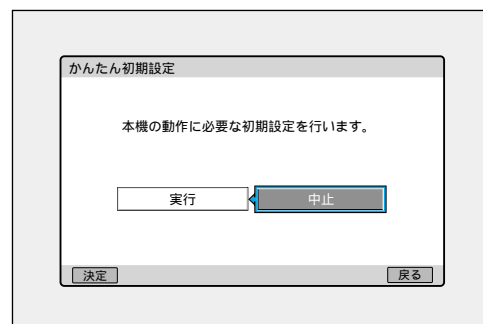 かんたん初期設定
本機の動作に必要な初期設定を行います。
実行 中止
決定 戻る